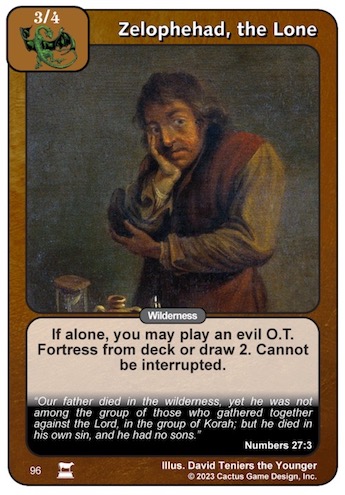 3/4
Zelophehad, the Lone
Wilderness
If alone, you may play an evil O.T.
Fortress from deck or draw 2. Cannot
be interrupted.
“Our father died in the wilderness, yet he was not
among the group of those who gathered together
against the Lord, in the group of Korah; but he died in
his own sin, and he had no sons.”
Numbers 27:3
96
Illus. David Teniers the Younger
© 2023 Cactus Game Design, Inc.